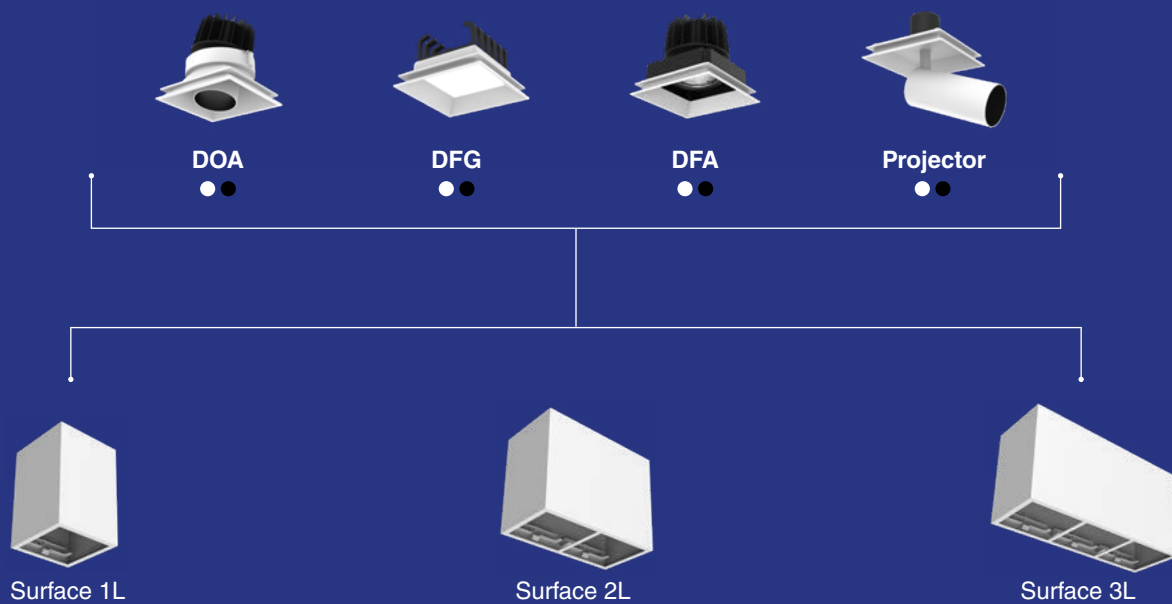 DOA
DFG
DFA
Projector
Surface 1L
Surface 2L
Surface 3L